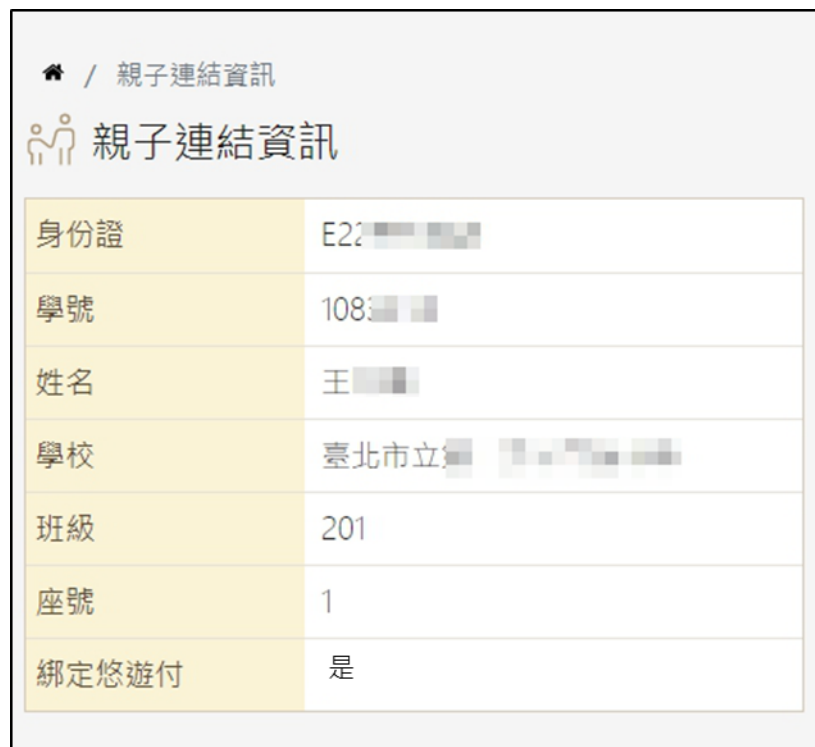 / 親子連結資訊
親子連結資訊
身份證 E22
學號 108
姓名 王
學校 臺北市立
班級 201
座號 1
綁定悠遊付 是